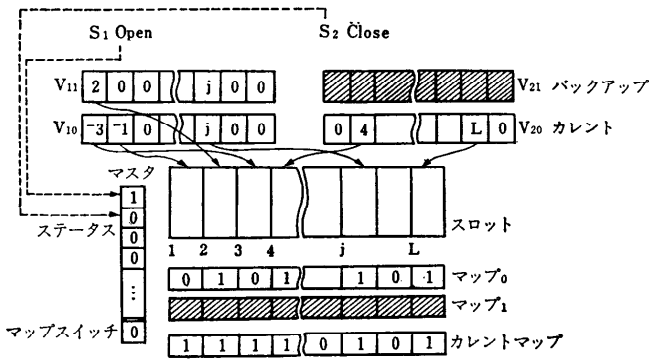 S1 Open
S2 Close
V11 2 0 0 j 0 0
V21 バックアップ
V10 -3 -1 0 j 0 0
0 4 L 0 V20 カレント
マスタ
1
0
ステータス
0
0
⋮
マップスイッチ 0
スロット
1 2 3 4 j L
0 1 0 1 1 0 1 マップ0
マップ1
1 1 1 1 0 1 0 1 カレントマップ